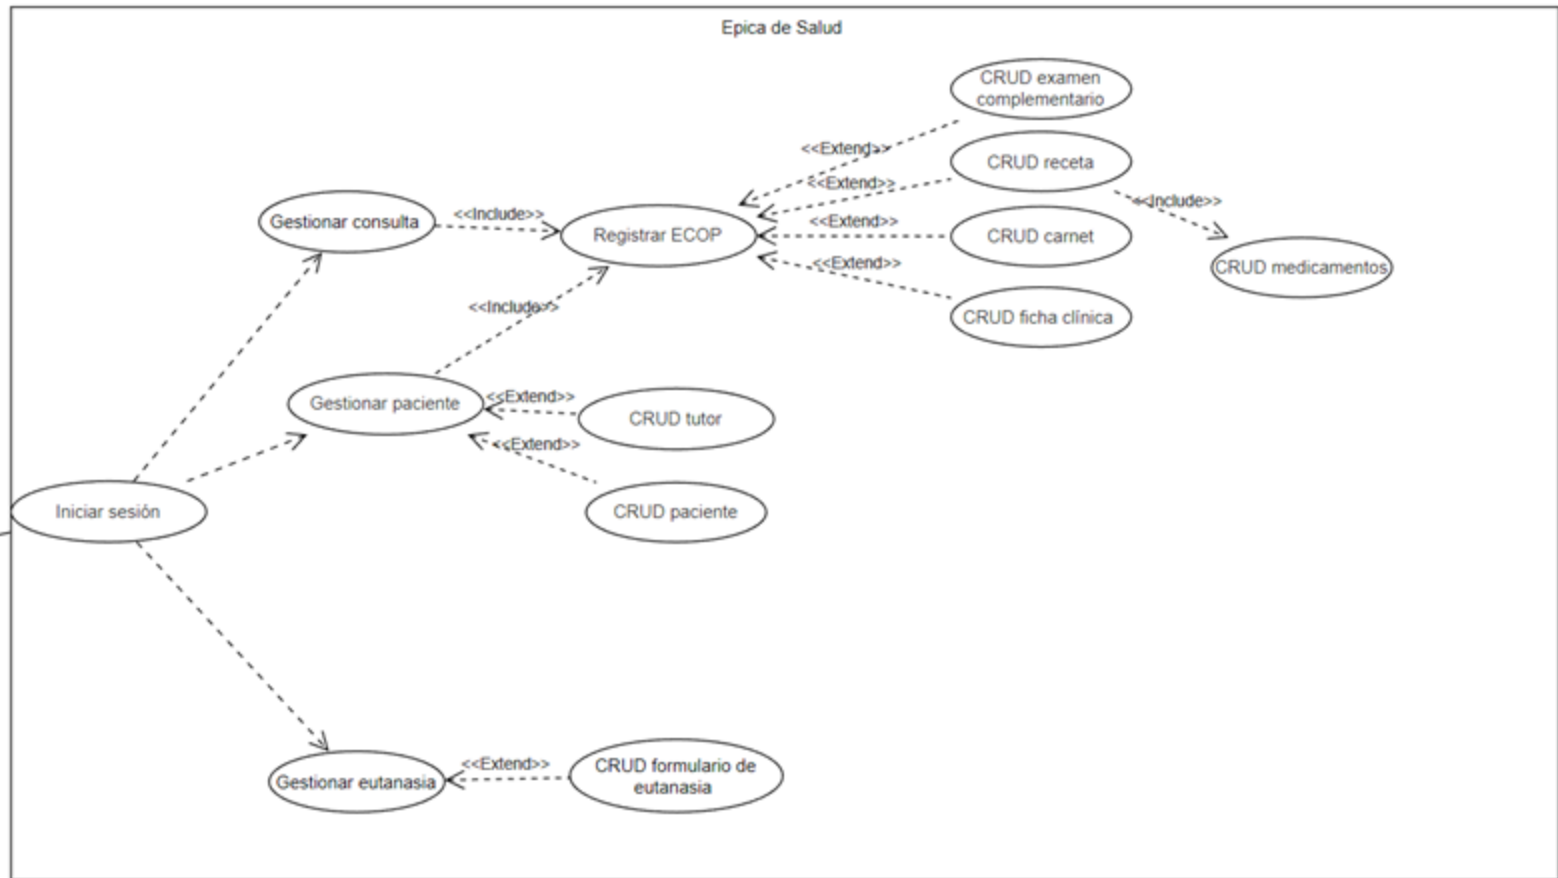 Epica de Salud
CRUD examen
complementario
<<Extend>>
CRUD receta
<<Extend>>
<<Include>>
Gestionar consulta
<<Include>>
Registrar ECOP
<<Extend>>
CRUD carnet
CRUD medicamentos
<<Extend>>
CRUD ficha clínica
<<Include>>
Gestionar paciente
<<Extend>>
CRUD tutor
<<Extend>>
Iniciar sesión
CRUD paciente
Gestionar eutanasia
<<Extend>>
CRUD formulario de
eutanasia